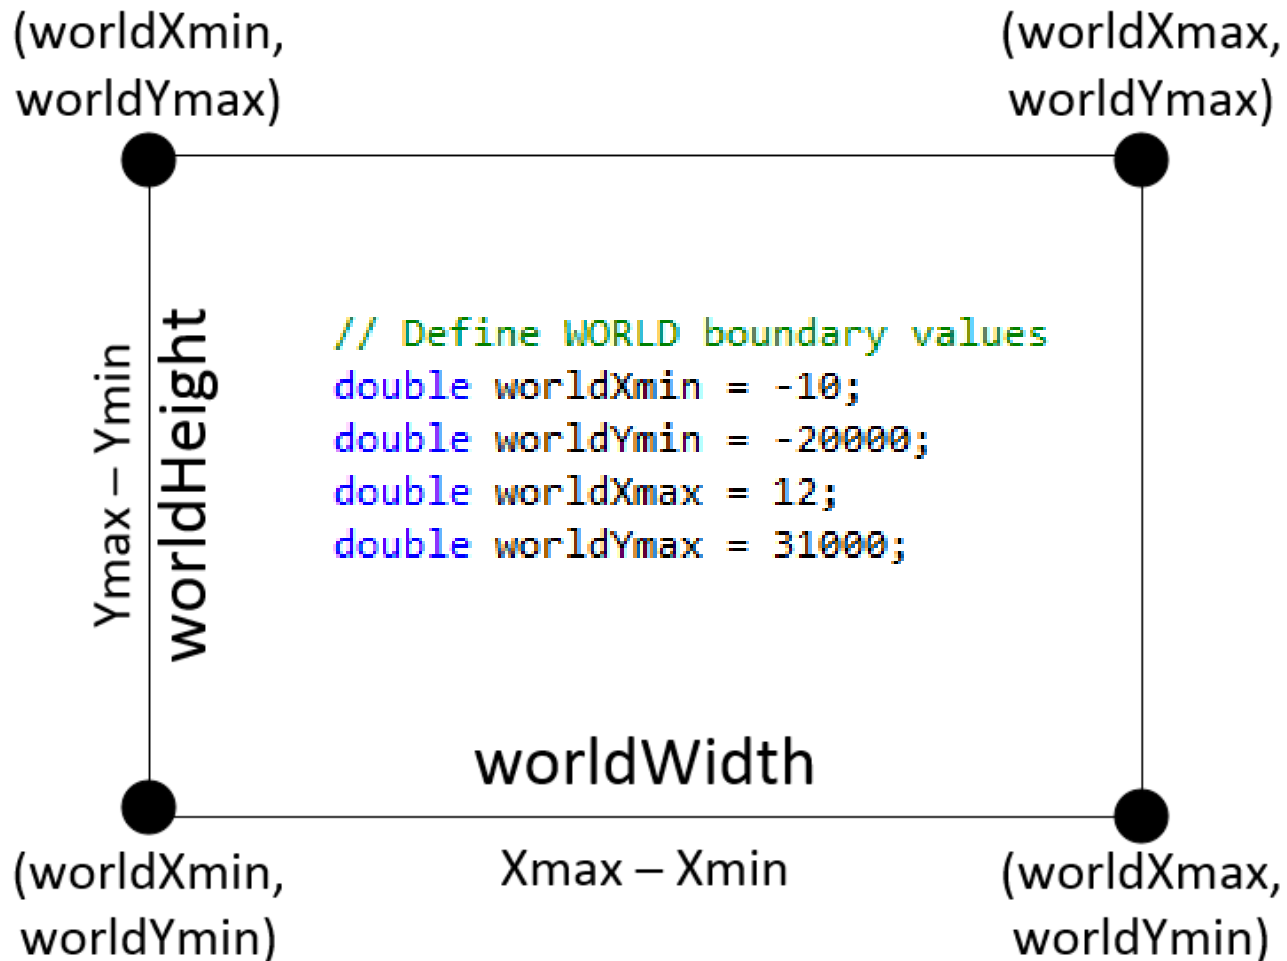 (worldXmin,
worldYmax)
(worldXmax,
worldYmax)
Ymax – Ymin
worldHeight
// Define WORLD boundary values
double worldXmin = -10;
double worldYmin = -20000;
double worldXmax = 12;
double worldYmax = 31000;
worldWidth
Xmax – Xmin
(worldXmin,
worldYmin)
(worldXmax,
worldYmin)